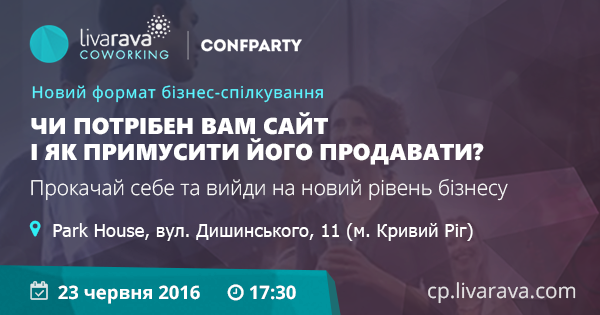 livarava
COWORKING
CONFPARTY
Новий формат бізнес-спілкування
ЧИ ПОТРІБЕН ВАМ САЙТ
І ЯК ПРИМУСИТИ ЙОГО ПРОДАВАТИ?
Прокачай себе та вийди на новий рівень бізнесу
Park House, вул. Дишинського, 11 (м. Кривий Ріг)
23 червня 2016 17:30 cp.livarava.com